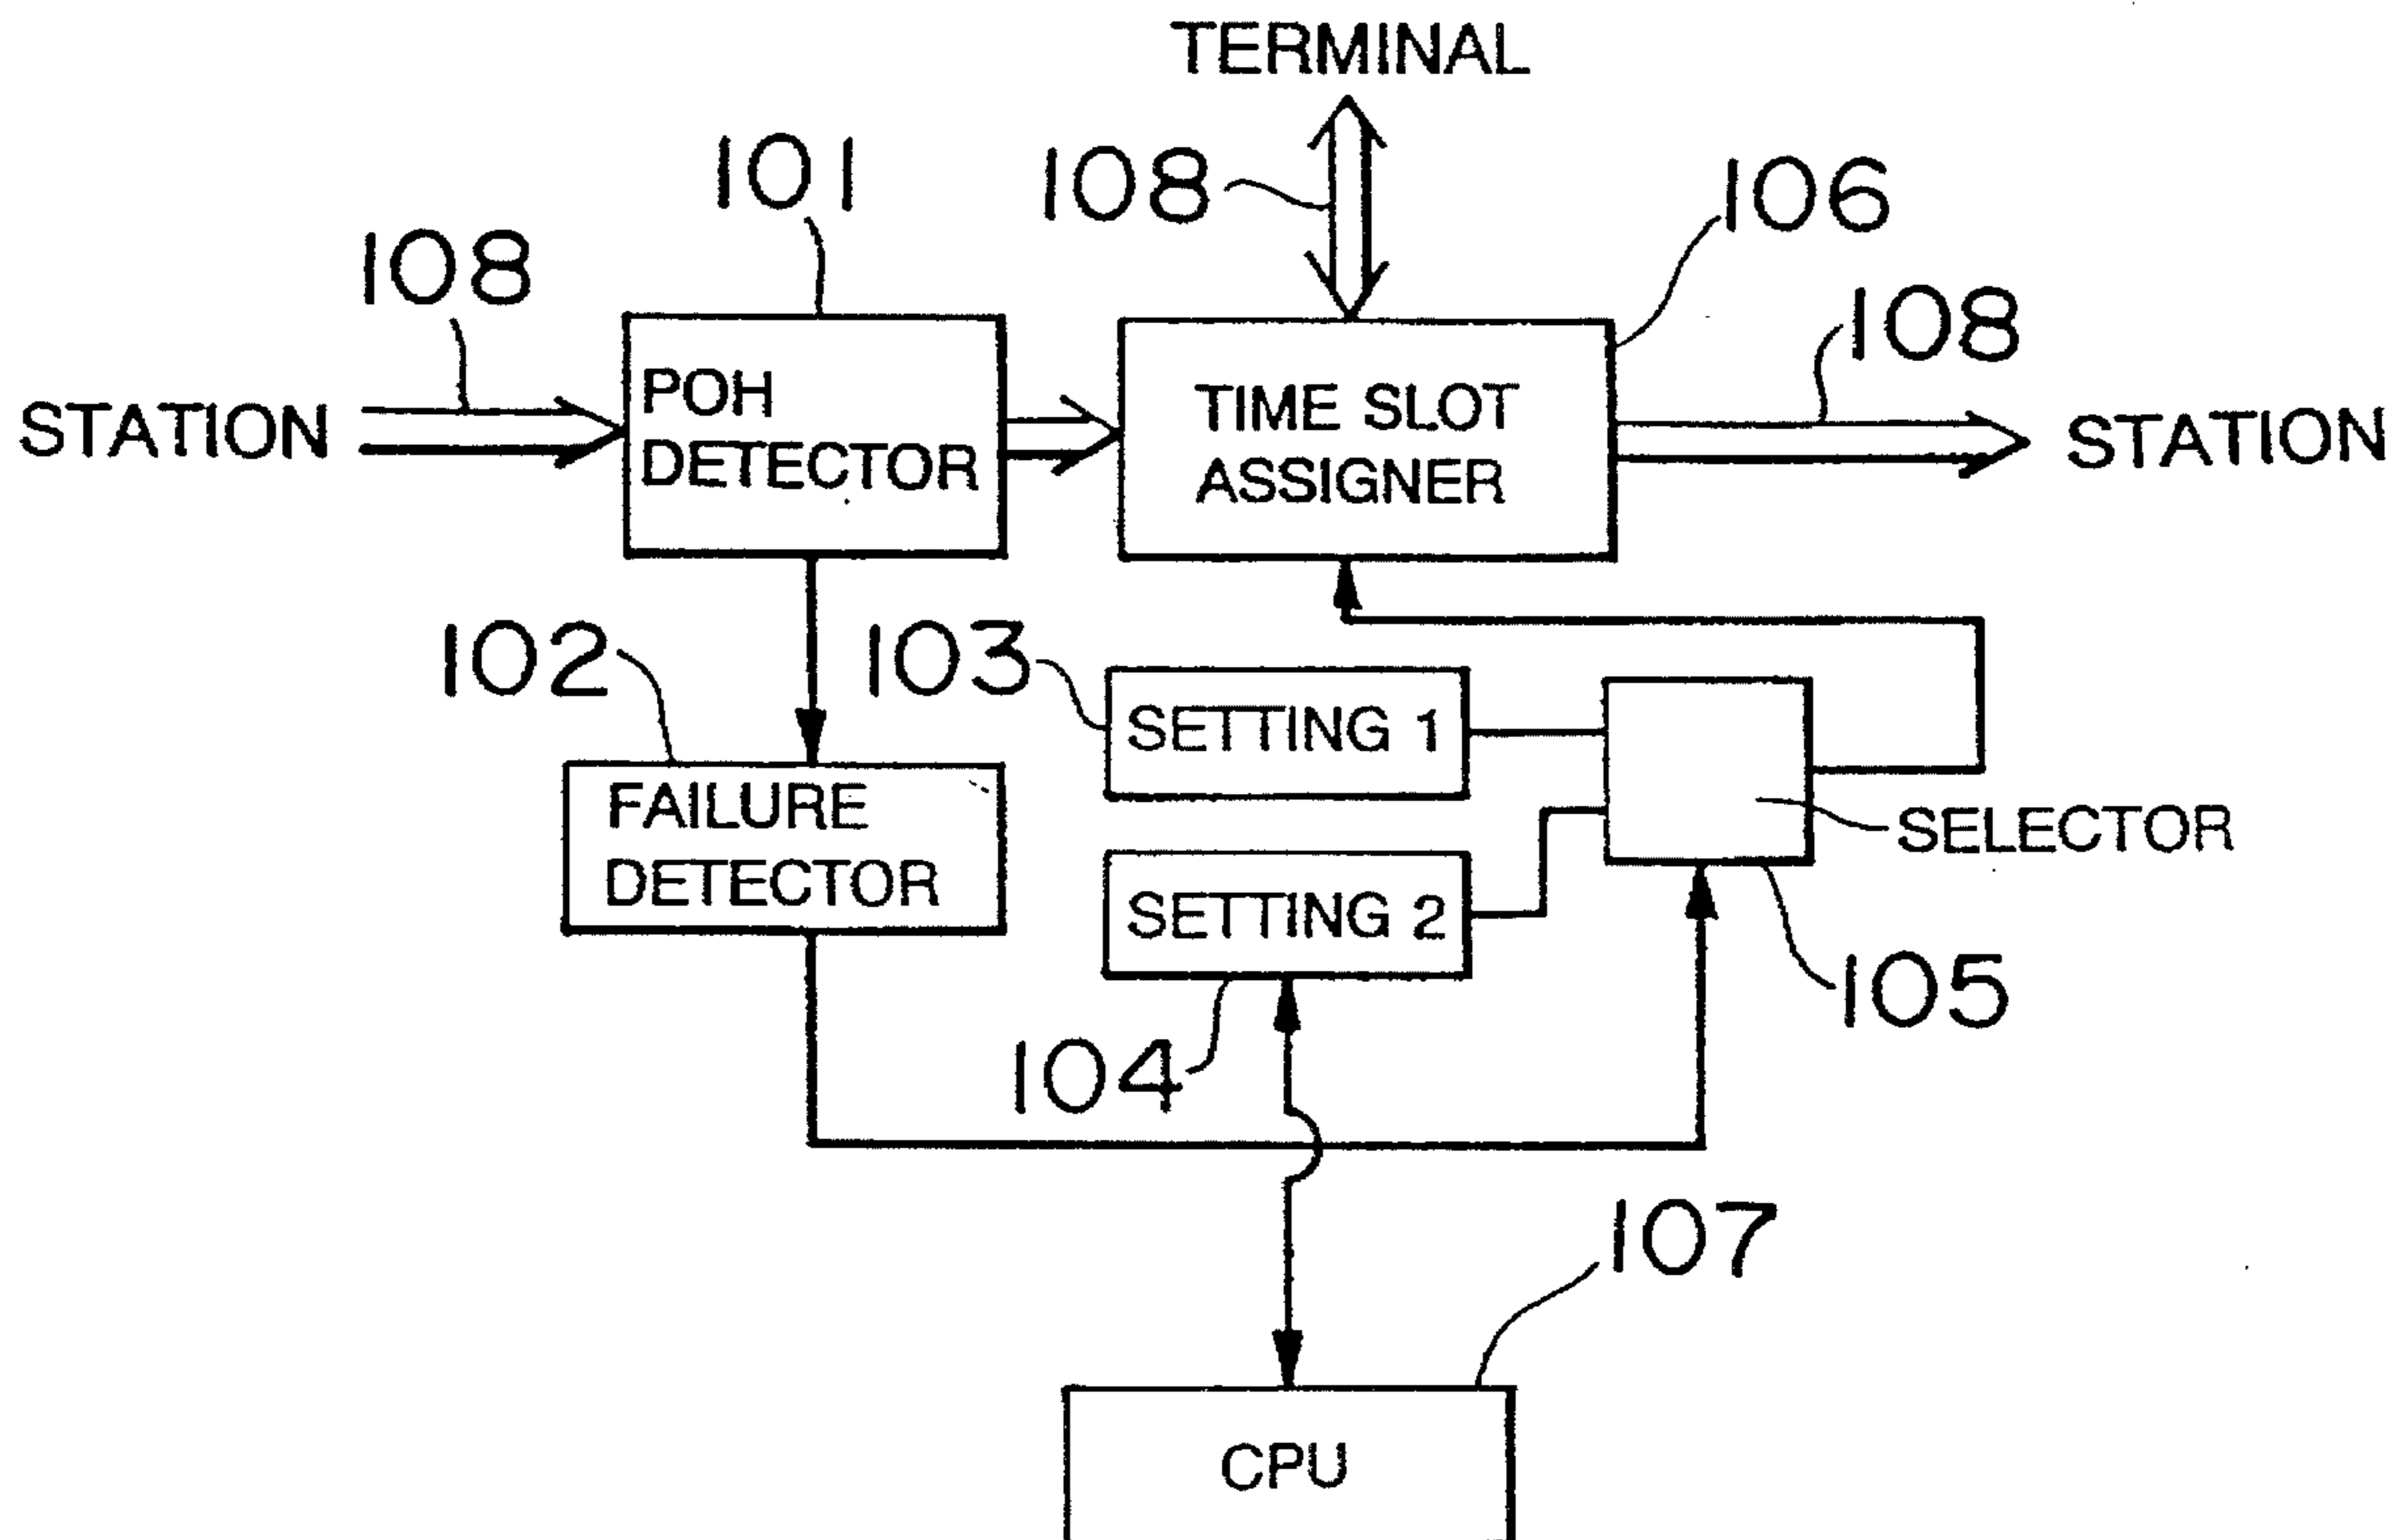 TERMINAL
101
108
106
108
108
POH
DETECTOR
TIME SLOT
ASSIGNER
STATION
STATION
102
103
SETTING 1
FAILURE
DETECTOR
SELECTOR
SETTING 2
105
104
107
CPU